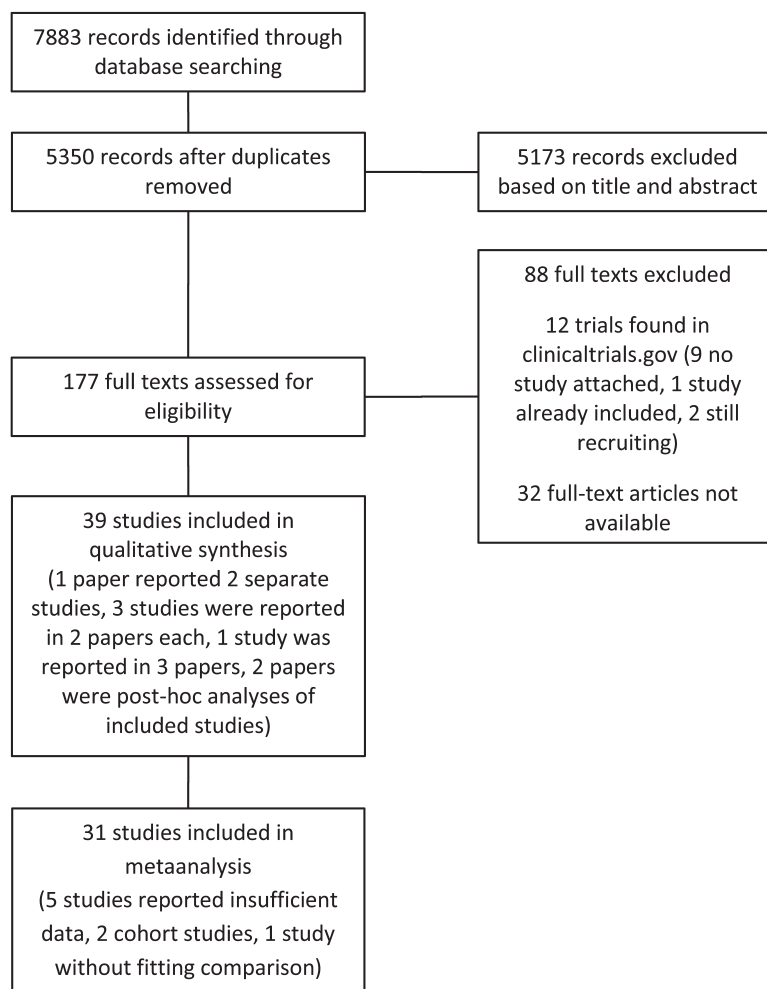 7883 records identified through
database searching
5350 records after duplicates
removed
5173 records excluded
based on title and abstract
88 full texts excluded
12 trials found in
clinicaltrials.gov (9 no
study attached, 1 study
already included, 2 still
recruiting)
32 full-text articles not
available
177 full texts assessed for
eligibility
39 studies included in
qualitative synthesis
(1 paper reported 2 separate
studies, 3 studies were reported
in 2 papers each, 1 study was
reported in 3 papers, 2 papers
were post-hoc analyses of
included studies)
31 studies included in
metaanalysis
(5 studies reported insufficient
data, 2 cohort studies, 1 study
without fitting comparison)